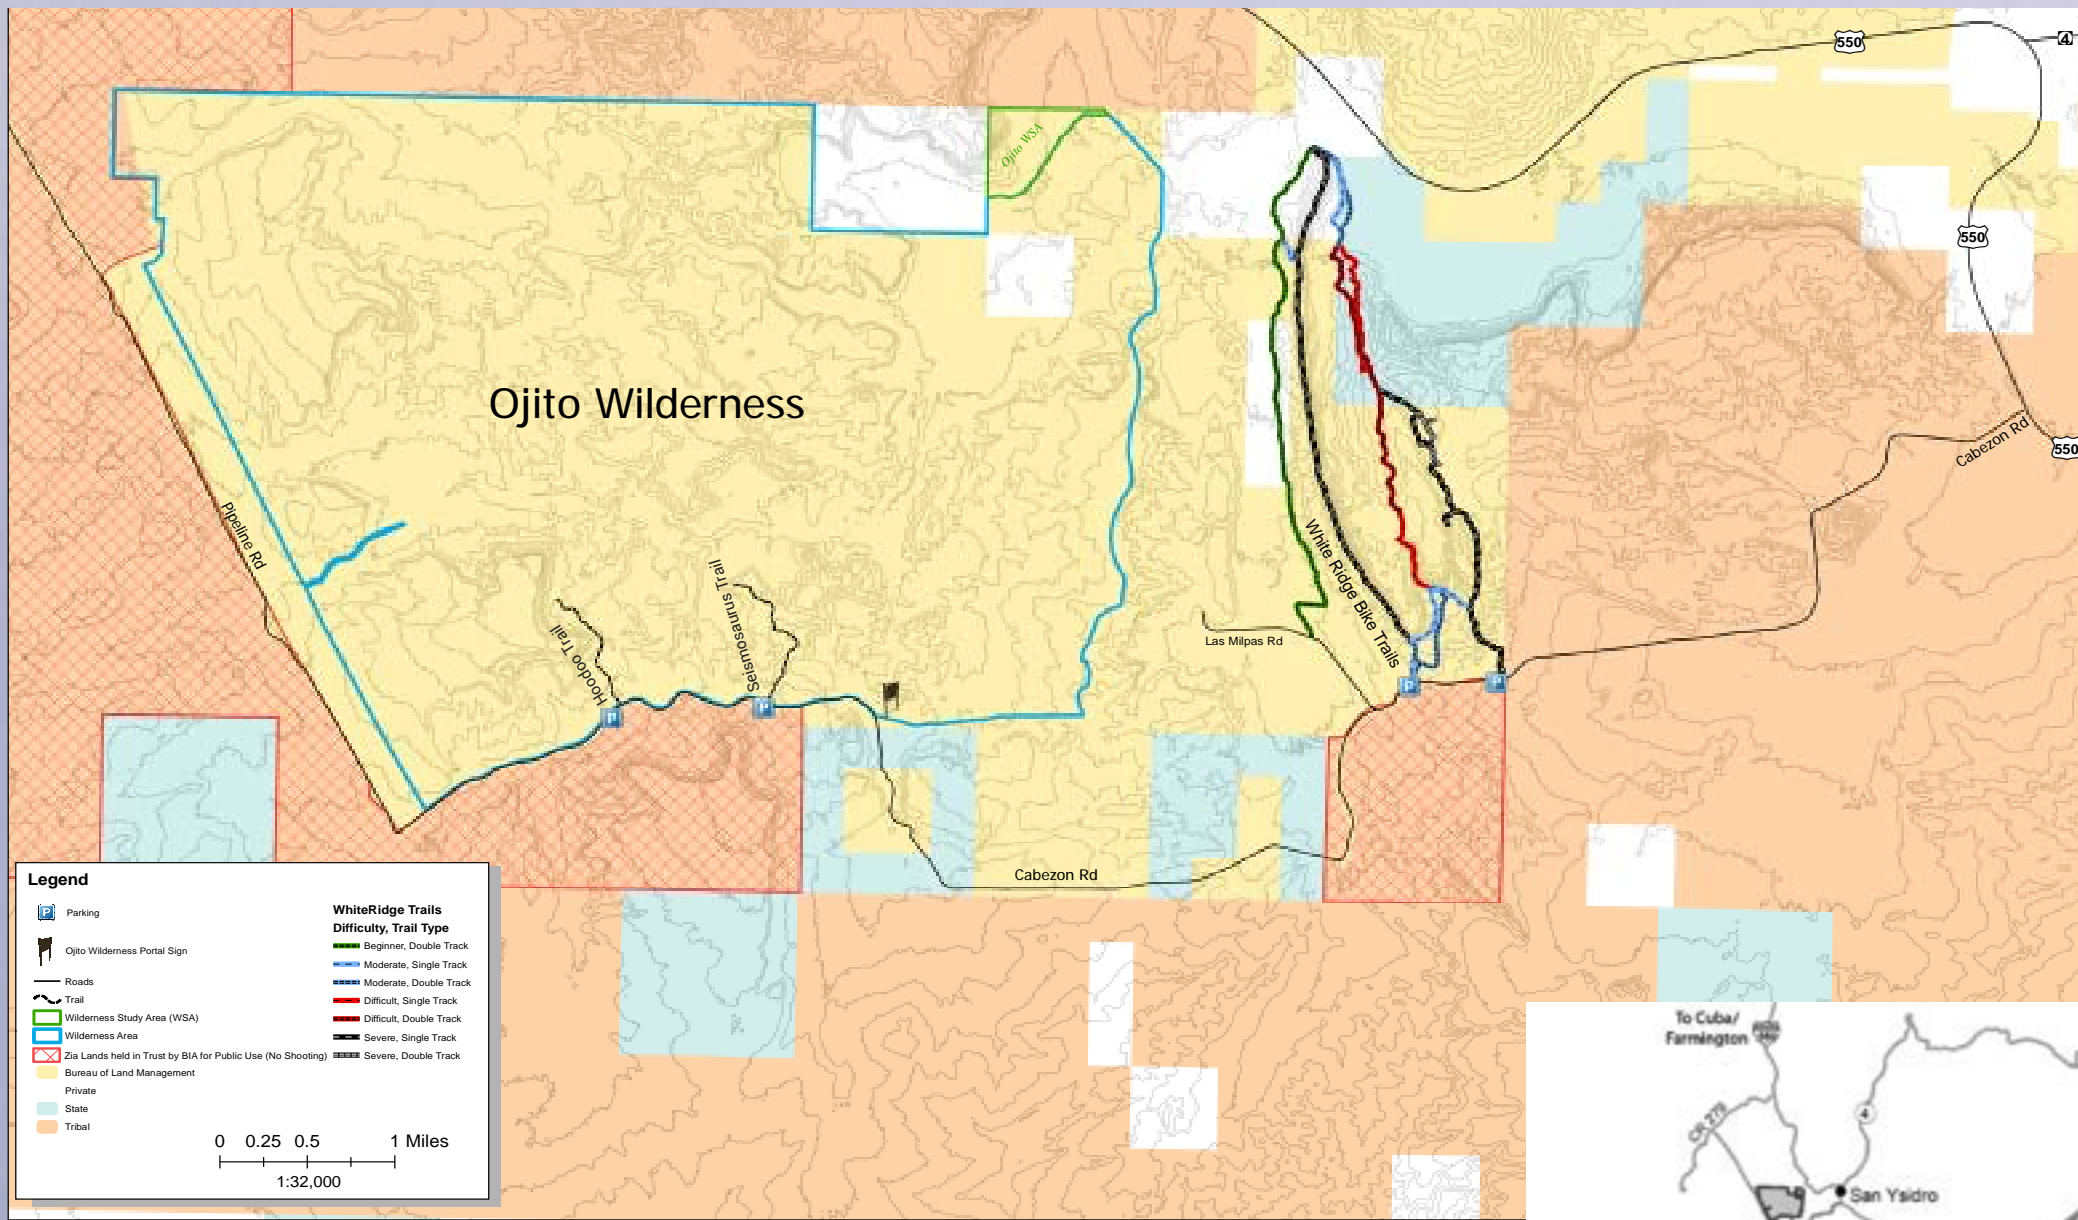 550
4
Ojito WSA
550
Ojito Wilderness
Cabezon Rd
550
Pipeline Rd
White Ridge Bike Trails
Seismosaurus Trail
Hoodoo Trail
Las Milpas Rd
P
P
P
P
Cabezon Rd
Legend
P Parking
Ojito Wilderness Portal Sign
Roads
Trail
Wilderness Study Area (WSA)
Wilderness Area
Zia Lands held in Trust by BIA for Public Use (No Shooting)
Bureau of Land Management
Private
State
Tribal
WhiteRidge Trails
Difficulty, Trail Type
Beginner, Double Track
Moderate, Single Track
Moderate, Double Track
Difficult, Single Track
Difficult, Double Track
Severe, Single Track
Severe, Double Track
0 0.25 0.5 1 Miles
1:32,000
To Cuba/
Farmington
CR 279
4
San Ysidro